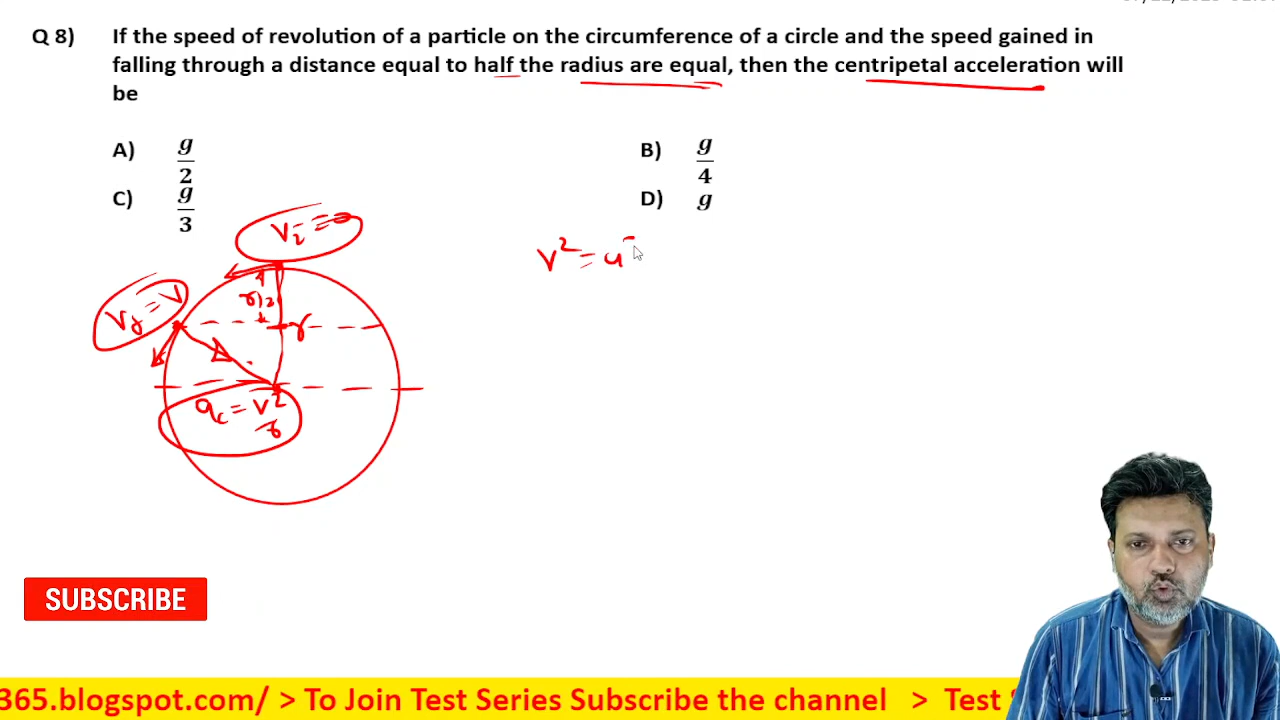 Q 8) If the speed of revolution of a particle on the circumference of a circle and the speed gained in
falling through a distance equal to half the radius are equal, then the centripetal acceleration will
be
A) g/2 B) g/4
C) g/3 D) g
V_i = 0
v² = u
V_f = V
r/2
r
a_c = v²/r
SUBSCRIBE
365.blogspot.com/ > To Join Test Series Subscribe the channel > Test